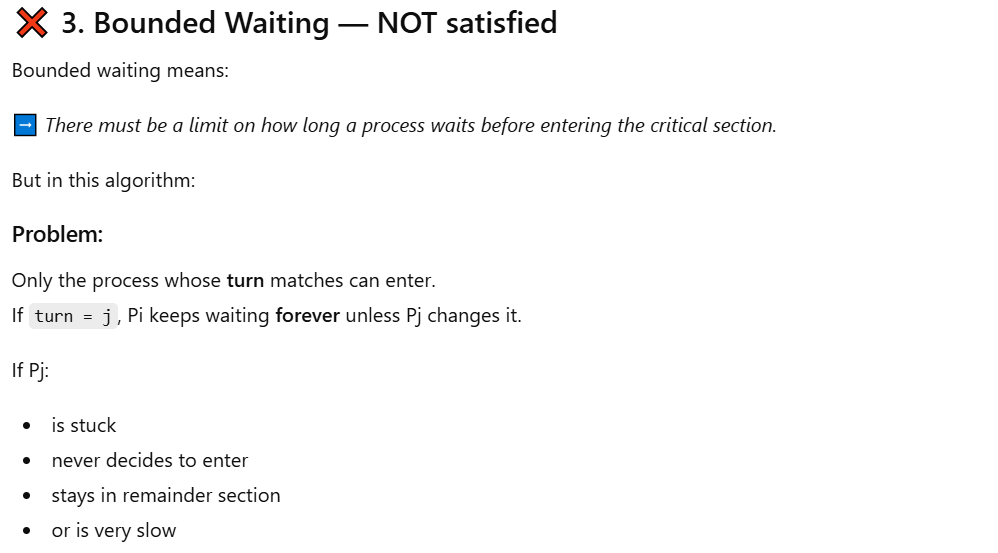 ❌ 3. Bounded Waiting — NOT satisfied
Bounded waiting means:
➡ There must be a limit on how long a process waits before entering the critical section.
But in this algorithm:
Problem:
Only the process whose turn matches can enter.
If turn = j, Pi keeps waiting forever unless Pj changes it.
If Pj:
• is stuck
• never decides to enter
• stays in remainder section
• or is very slow